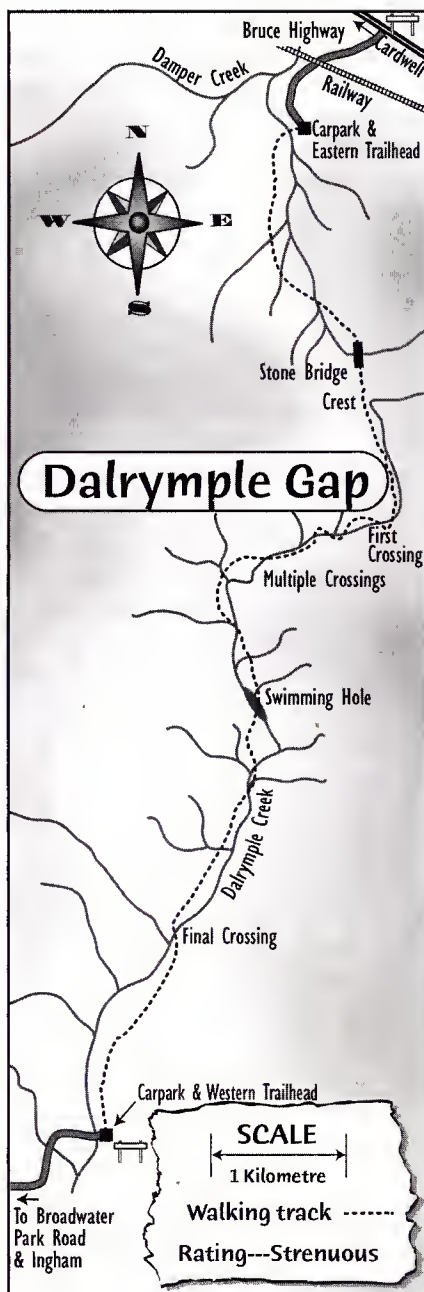 Bruce Highway
Cardwell
Damper Creek
Railway
Carpark &
Eastern Trailhead
N
W
E
S
Stone Bridge
Crest
Dalrymple Gap
First
Crossing
Multiple Crossings
Swimming Hole
Dalrymple Creek
Final Crossing
Carpark & Western Trailhead
To Broadwater
Park Road
& Ingham
SCALE
1 Kilometre
Walking track
Rating---Strenuous